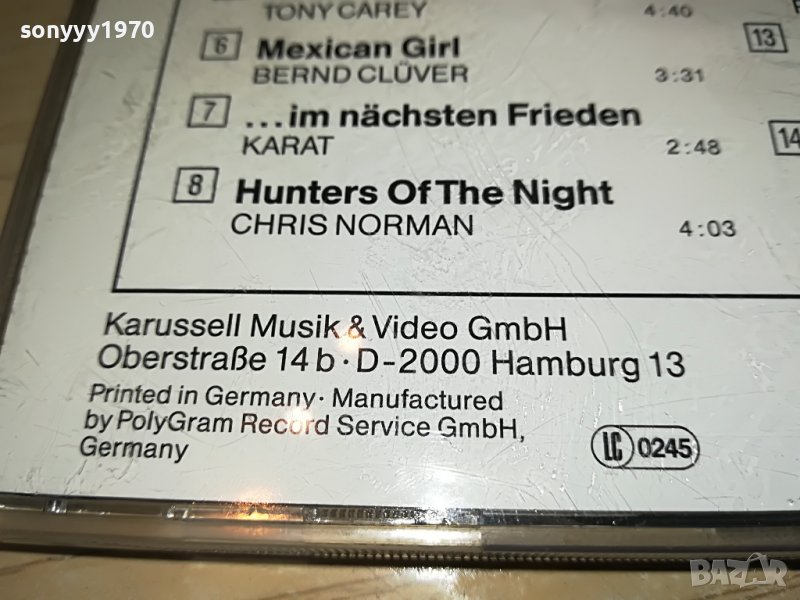 sonyyy1970
TONY CAREY 4:40
6 Mexican Girl
BERND CLÜVER 3:31
7 ...im nächsten Frieden
KARAT 2:48
8 Hunters Of The Night
CHRIS NORMAN 4:03
13
14
Karussell Musik & Video GmbH
Oberstraße 14 b · D-2000 Hamburg 13
Printed in Germany · Manufactured
by PolyGram Record Service GmbH,
Germany
LC 0245
BAZAR